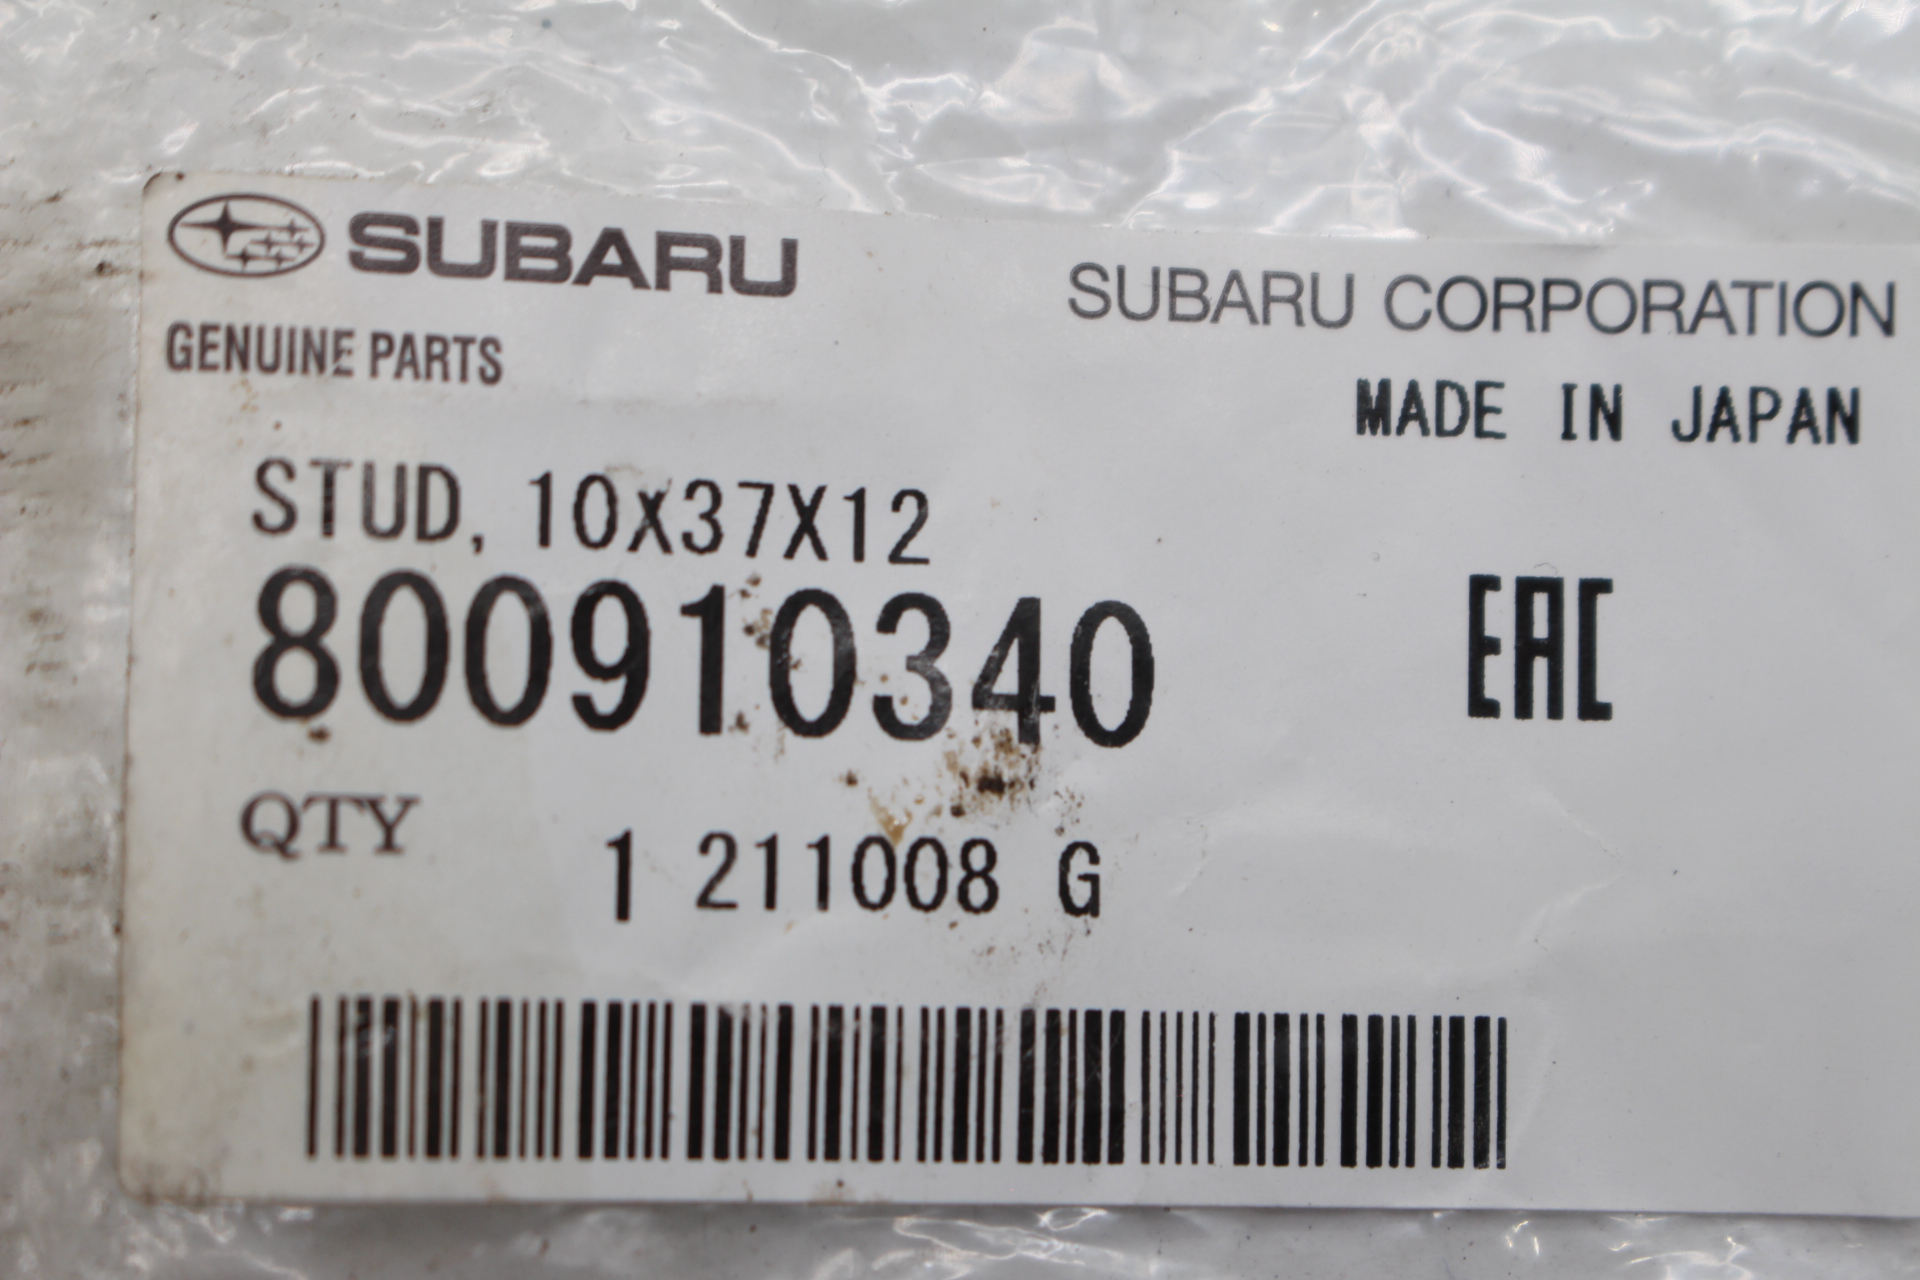 SUBARU
SUBARU CORPORATION
GENUINE PARTS
MADE IN JAPAN
STUD, 10X37X12
800910340
EAC
QTY
1 211008 G